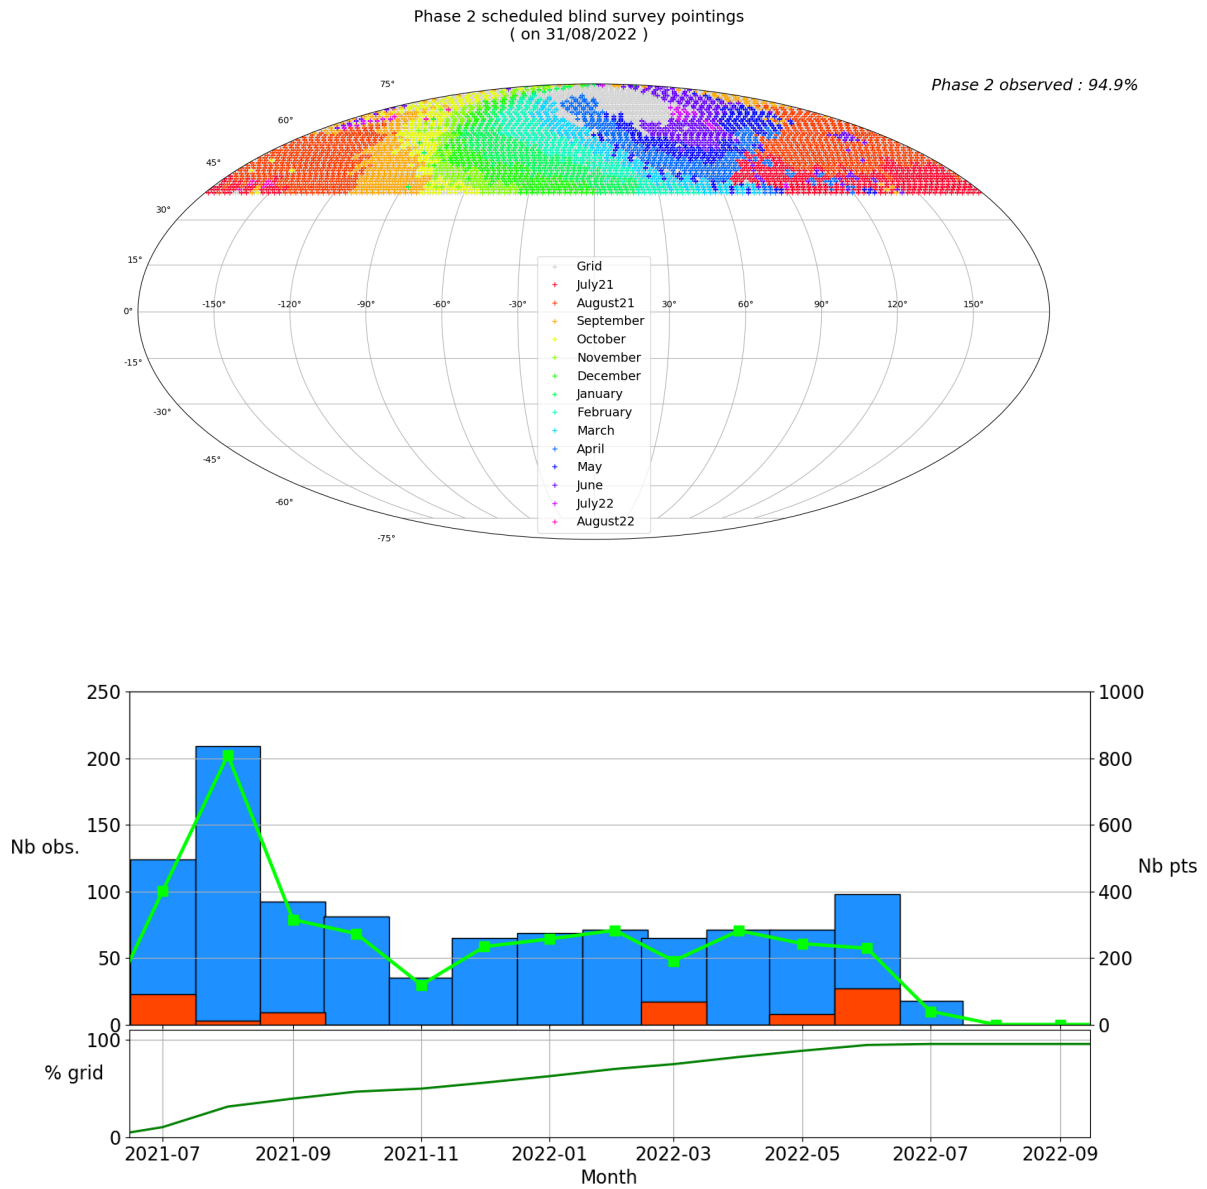 Phase 2 scheduled blind survey pointings
( on 31/08/2022 )
Phase 2 observed : 94.9%
75°
60°
45°
30°
15°
0°
-15°
-30°
-45°
-60°
-75°
-150° -120° -90° -60° -30° 30° 60° 90° 120° 150°
Grid
July21
August21
September
October
November
December
January
February
March
April
May
June
July22
August22
250 1000
200 800
150 600
Nb obs.
Nb pts
100 400
50 200
0 0
100
% grid
0
2021-07 2021-09 2021-11 2022-01 2022-03 2022-05 2022-07 2022-09
Month